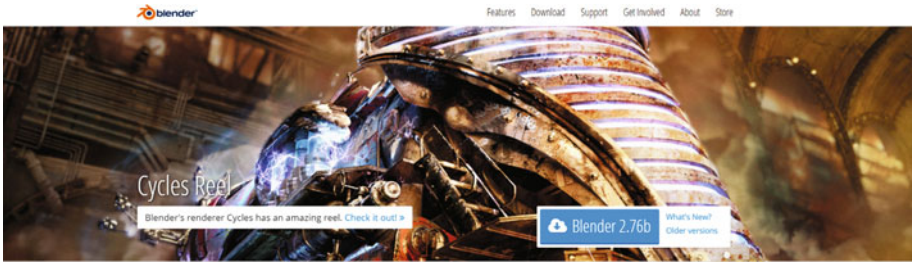 blender
Features Download Support Get Involved About Store
Cycles Reel
Blender's renderer Cycles has an amazing reel. Check it out! »
Blender 2.76b
What's New?
Older versions